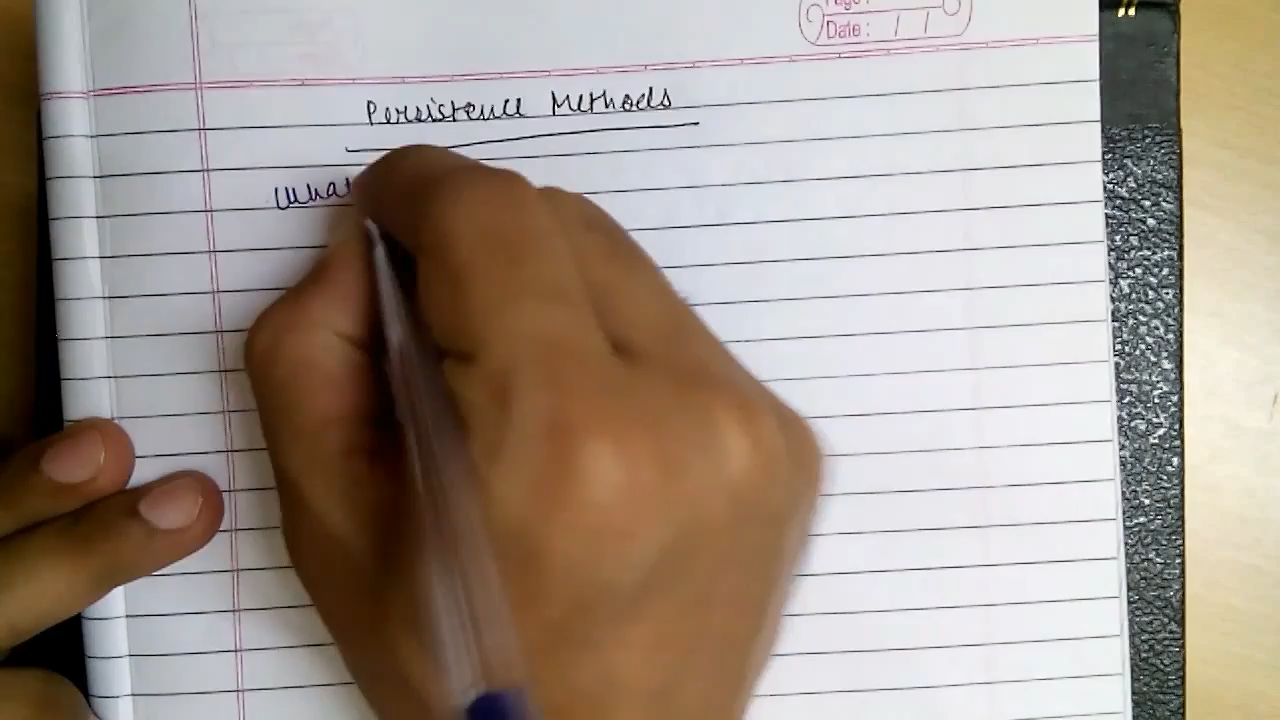 Date : / /
Persistence Methods
What